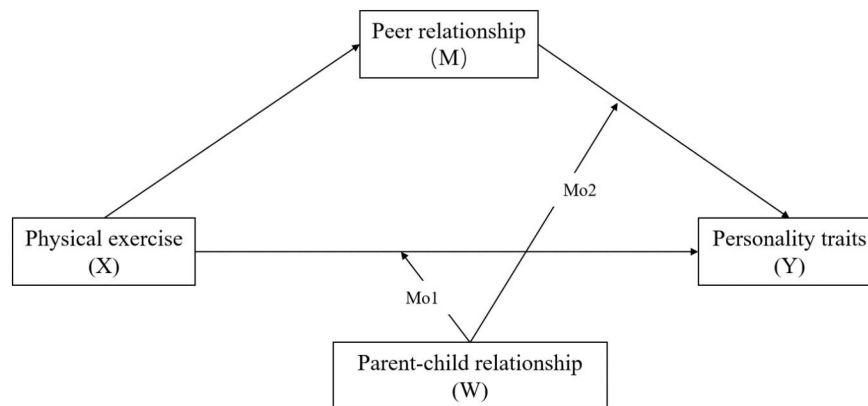 Peer relationship
（M）
Mo2
Physical exercise
(X)
Personality traits
(Y)
Mo1
Parent-child relationship
(W)